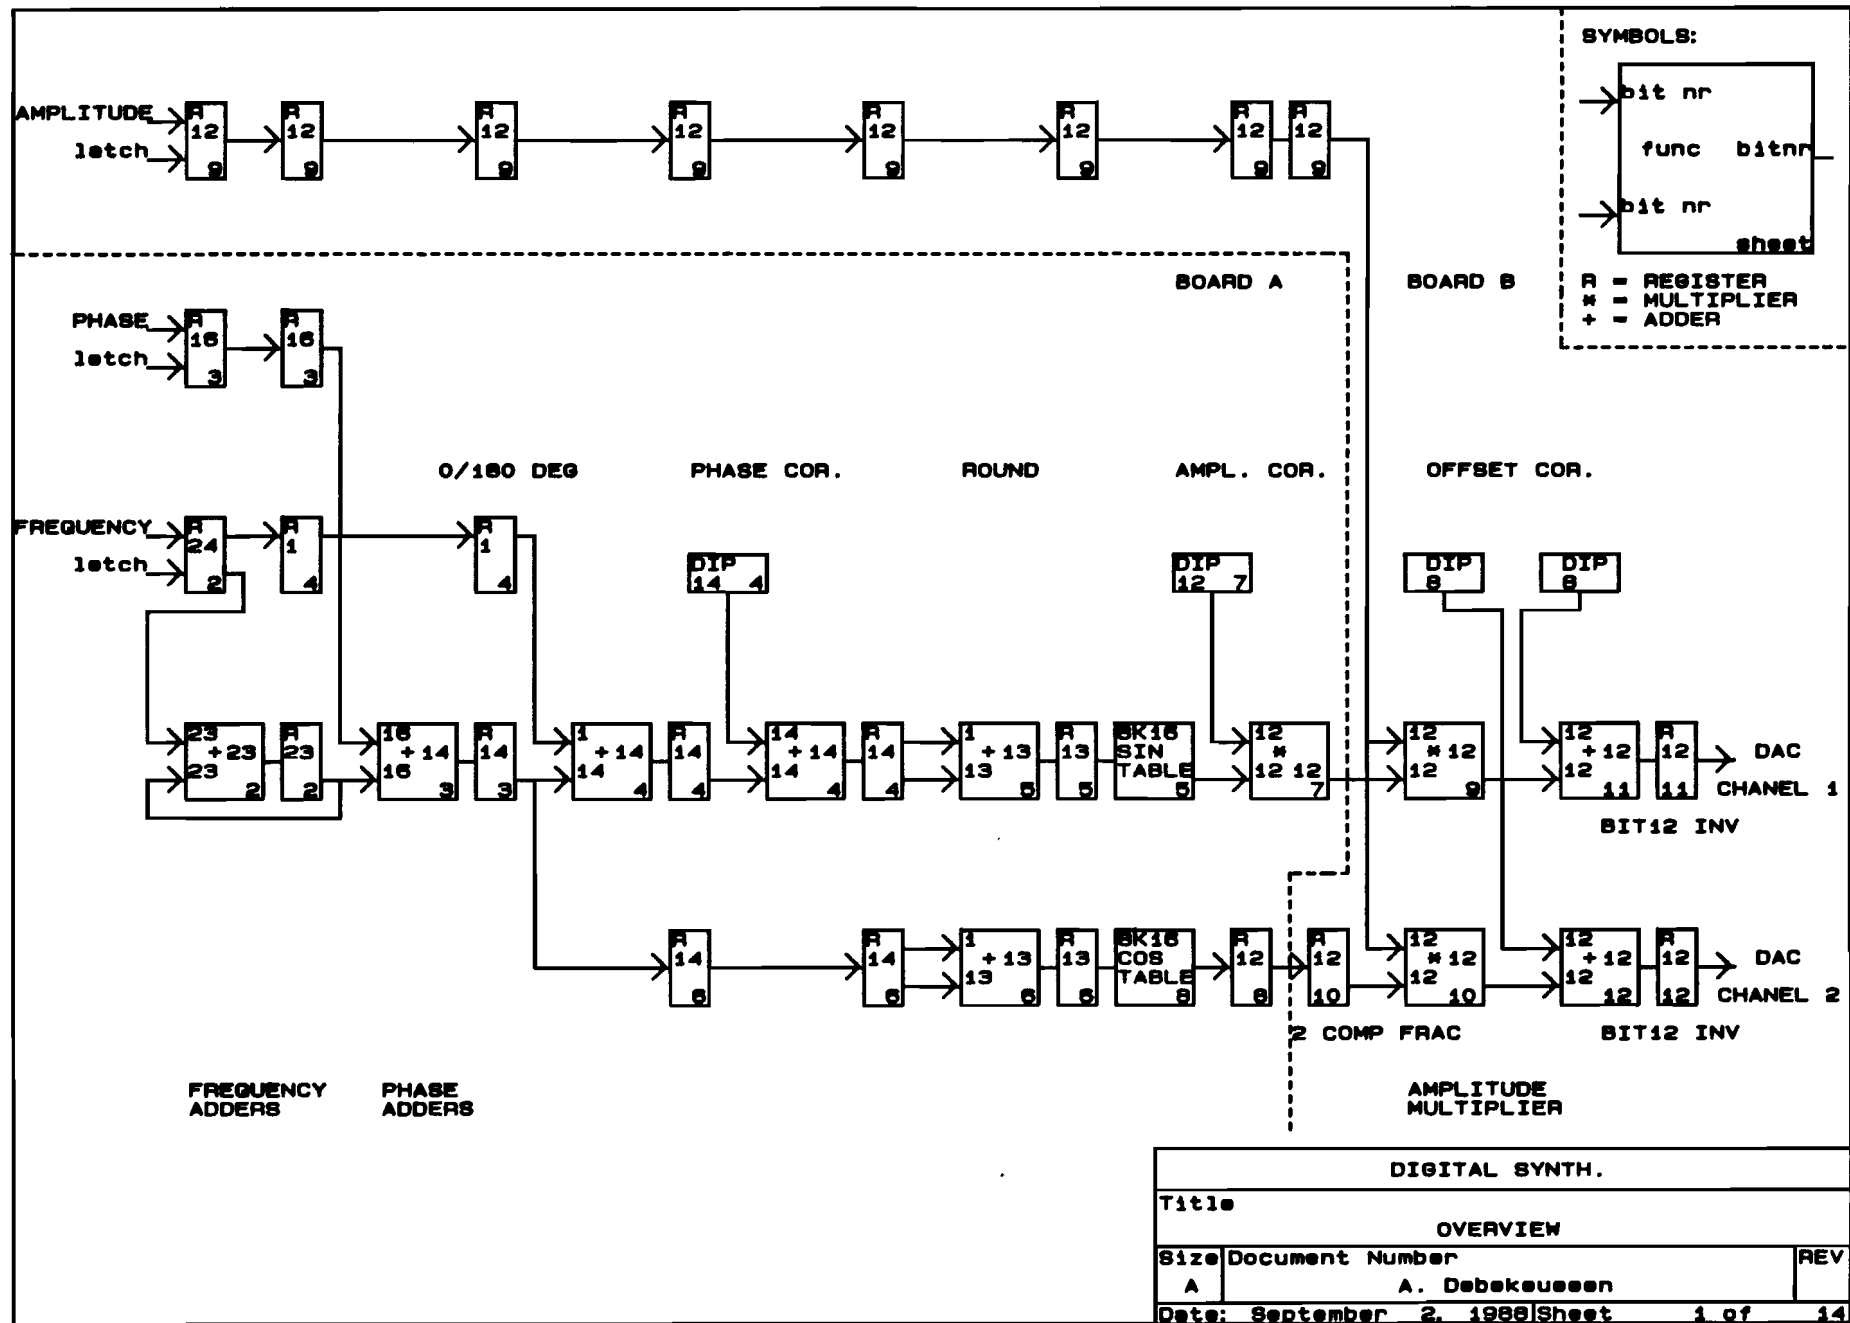 SYMBOLS:
bit nr
func bitnr
bit nr
sheet
R = REGISTER
* = MULTIPLIER
+ = ADDER
AMPLITUDE
latch
R 12 9
R 12 9
R 12 9
R 12 9
R 12 9
R 12 9
R 12 9
R 12 9
BOARD A
BOARD B
PHASE
latch
R 16 3
R 16 3
0/180 DEG
PHASE COR.
ROUND
AMPL. COR.
OFFSET COR.
FREQUENCY
latch
R 24 2
R 1 4
R 1 4
DIP 14 4
DIP 12 7
DIP 8
DIP 8
23 +23 23 2
R 23 2
16 +14 16 3
R 14 3
1 +14 14 4
R 14 4
14 +14 14 4
R 14 4
1 +13 13 5
R 13 5
8K16 SIN TABLE 5
12 * 12 12 7
12 *12 12 9
12 +12 12 11
R 12 11
DAC
CHANEL 1
BIT12 INV
R 14 6
R 14 6
1 +13 13 6
R 13 6
8K16 COS TABLE 8
R 12 8
R 12 10
12 *12 12 10
12 +12 12 12
R 12 12
DAC
CHANEL 2
2 COMP FRAC
BIT12 INV
FREQUENCY
ADDERS
PHASE
ADDERS
AMPLITUDE
MULTIPLIER
DIGITAL SYNTH.
Title
OVERVIEW
Size Document Number REV
A A.
Date: September 2, 1988 Sheet 1 of 14